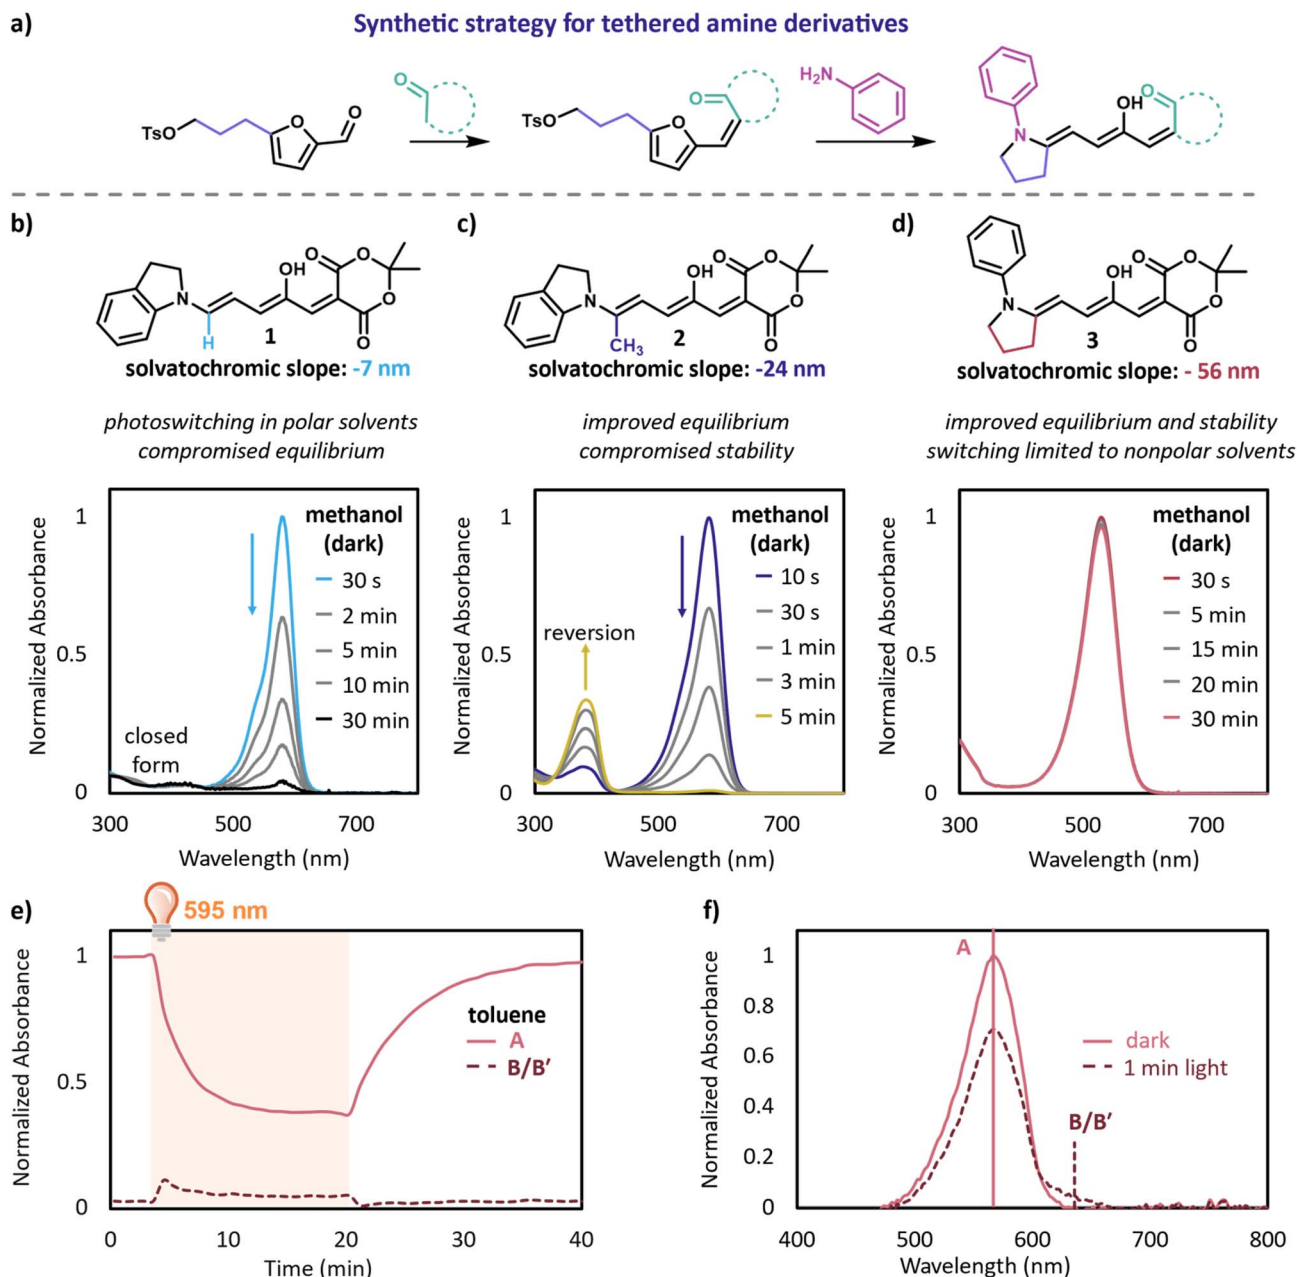 a)
Synthetic strategy for tethered amine derivatives
TsO
O
O
O
TsO
O
O
H₂N
N
OH
O
b)
N
H
OH
O
O
O
O
1
solvatochromic slope: -7 nm
photoswitching in polar solvents
compromised equilibrium
c)
N
CH₃
OH
O
O
O
O
2
solvatochromic slope: -24 nm
improved equilibrium
compromised stability
d)
N
OH
O
O
O
O
3
solvatochromic slope: - 56 nm
improved equilibrium and stability
switching limited to nonpolar solvents
Normalized Absorbance
1
0.5
0
methanol
(dark)
30 s
2 min
5 min
10 min
30 min
closed
form
300
500
700
Wavelength (nm)
Normalized Absorbance
1
0.5
0
methanol
(dark)
10 s
30 s
1 min
3 min
5 min
reversion
300
500
700
Wavelength (nm)
Normalized Absorbance
1
0.5
0
methanol
(dark)
30 s
5 min
15 min
20 min
30 min
300
500
700
Wavelength (nm)
e)
595 nm
Normalized Absorbance
1
0.5
0
toluene
A
B/B′
0
10
20
30
40
Time (min)
f)
Normalized Absorbance
1
0.8
0.6
0.4
0.2
0
A
dark
1 min light
B/B′
400
500
600
700
800
Wavelength (nm)